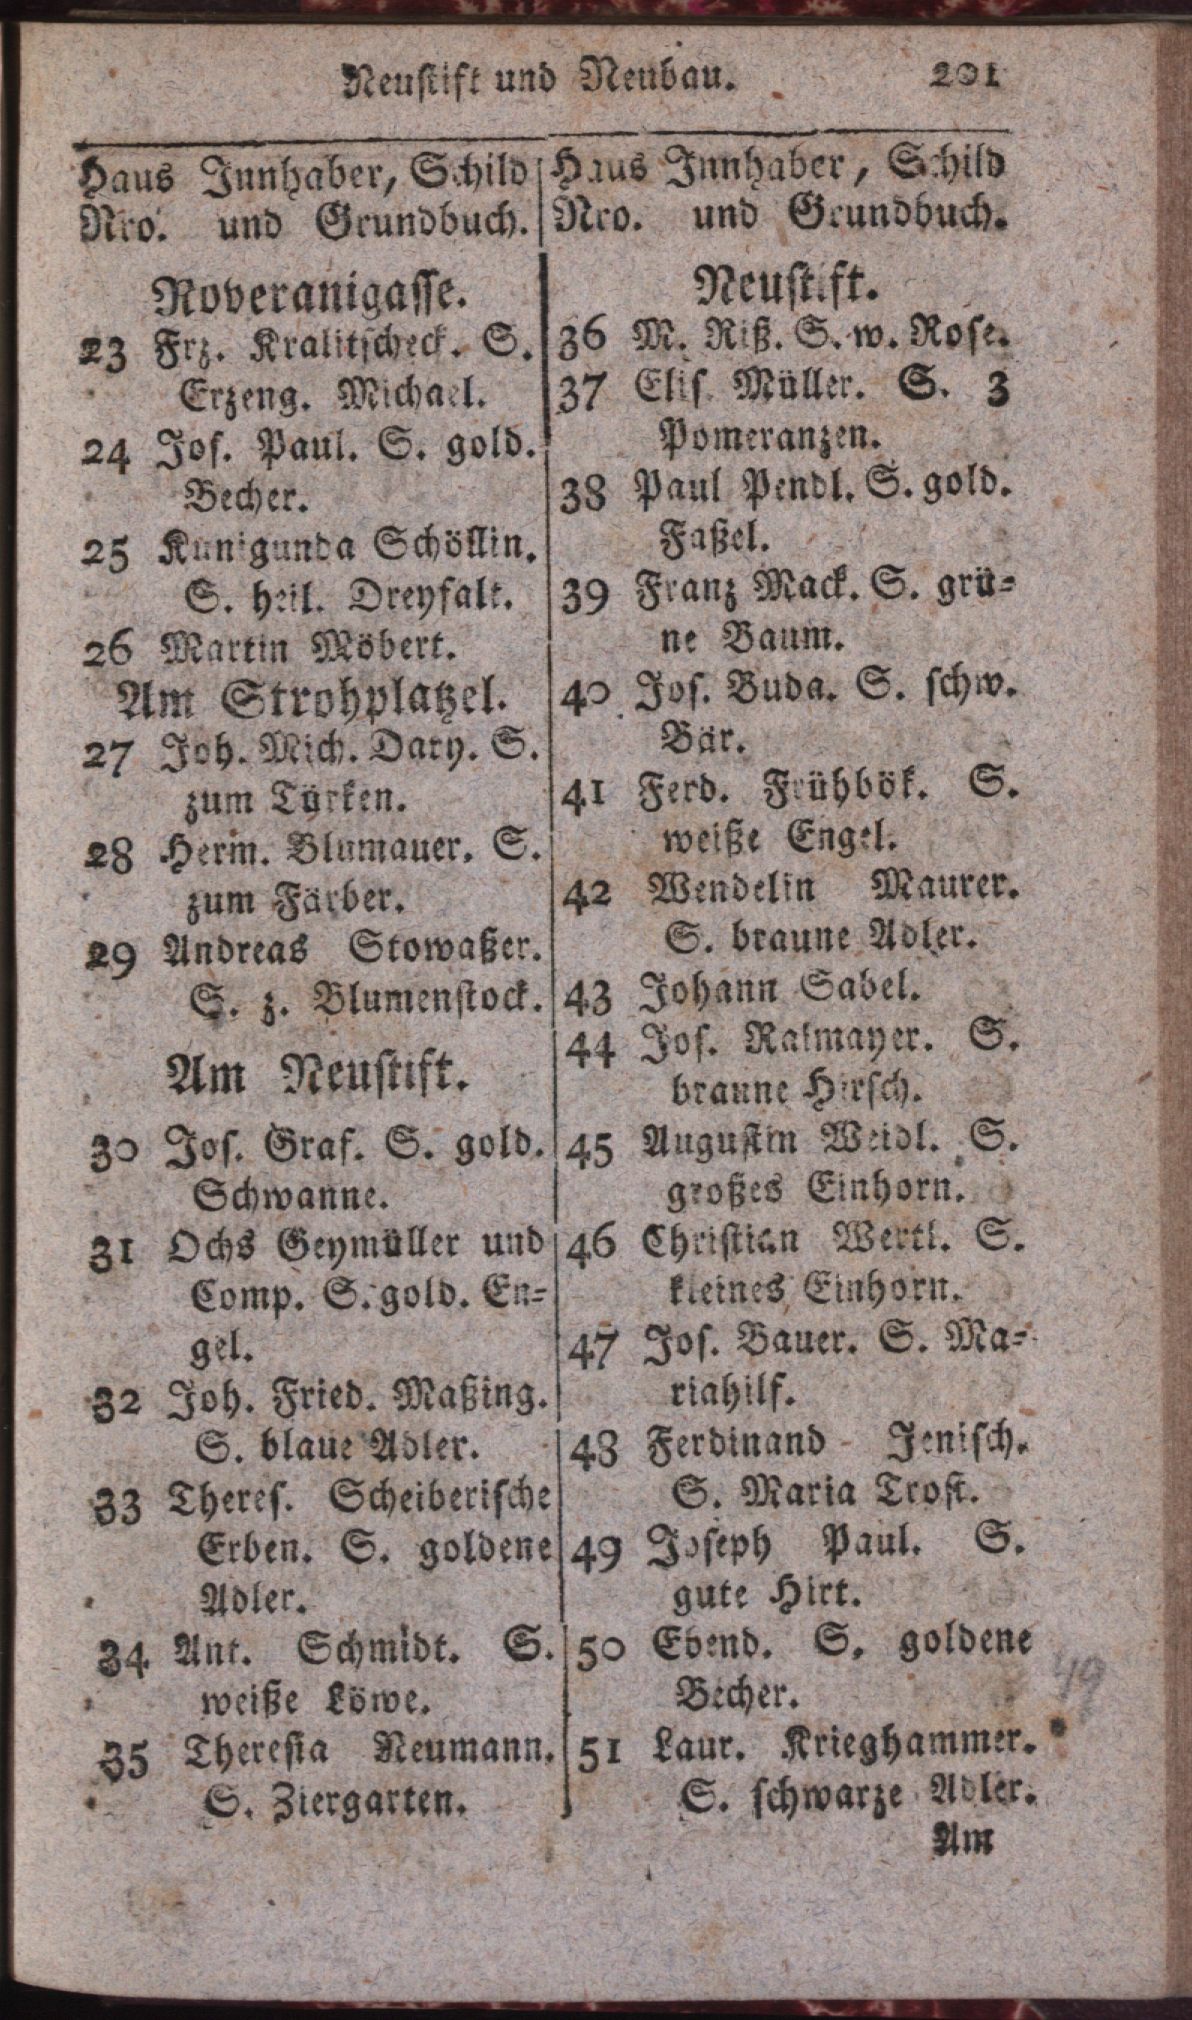 Neustift und Neubau. 201
Haus Innhaber, Schild
Nro. und Grundbuch.
Roveranigasse.
23 Frz. Kralitscheck. S.
Erzeng. Michael.
24 Jos. Paul. S. gold.
Becher.
25 Kunigunda Schöllin.
S. heil. Dreyfalt.
26 Martin Möbert.
Am Strohplatzel.
27 Joh. Mich. Dary. S.
zum Türken.
28 Herm. Blumauer. S.
zum Färber.
29 Andreas Stowaßer.
S. z. Blumenstock.
Am Neustift.
30 Jos. Graf. S. gold.
Schwanne.
31 Ochs Geymüller und
Comp. S. gold. En-
gel.
32 Joh. Fried. Maßing.
S. blaue Adler.
33 Theres. Scheiberische
Erben. S. goldene
Adler.
34 Ant. Schmidt. S.
weiße Löwe.
35 Theresia Neumann.
S. Ziergarten.
Haus Innhaber, Schild
Nro. und Grundbuch.
Neustift.
36 M. Riß. S. w. Rose.
37 Elis. Müller. S. 3
Pomeranzen.
38 Paul Pendl. S. gold.
Faßel.
39 Franz Mack. S. grü-
ne Baum.
40 Jos. Buda. S. schw.
Bär.
41 Ferd. Frühbök. S.
weiße Engel.
42 Wendelin Maurer.
S. braune Adler.
43 Johann Sabel.
44 Jos. Ralmayer. S.
braune Hirsch.
45 Augustin Weidl. S.
großes Einhorn.
46 Christian Wertl. S.
kleines Einhorn.
47 Jos. Bauer. S. Ma-
riahilf.
48 Ferdinand Jenisch.
S. Maria Trost.
49 Joseph Paul. S.
gute Hirt.
50 Ebend. S. goldene
Becher.
51 Laur. Krieghammer.
S. schwarze Adler.
Am
49